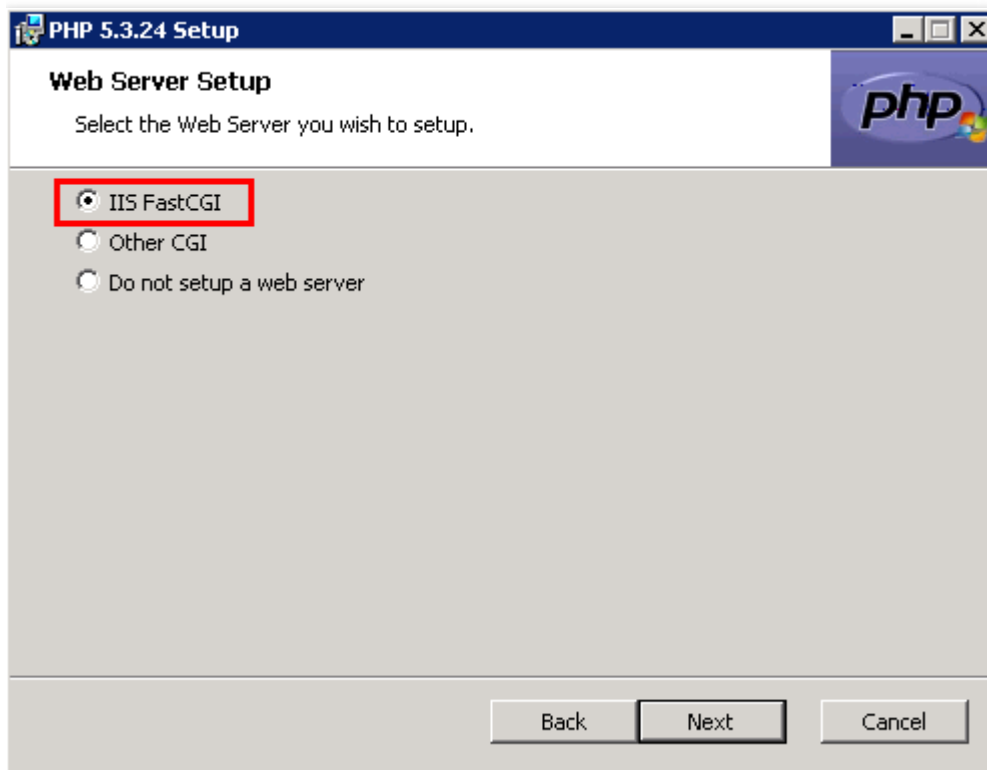 PHP 5.3.24 Setup
Web Server Setup
Select the Web Server you wish to setup.
php
IIS FastCGI
Other CGI
Do not setup a web server
Back Next Cancel